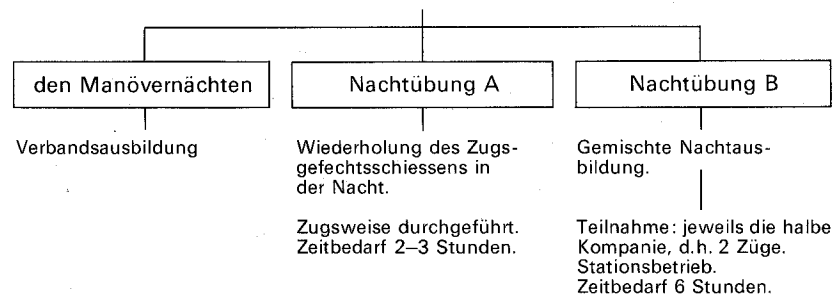 den Manövernächten
Verbandsausbildung
Nachtübung A
Wiederholung des Zugs-
gefechtsschiessens in
der Nacht.
Zugsweise durchgeführt.
Zeitbedarf 2–3 Stunden.
Nachtübung B
Gemischte Nachtaus-
bildung.
Teilnahme: jeweils die halbe
Kompanie, d.h. 2 Züge.
Stationsbetrieb.
Zeitbedarf 6 Stunden.